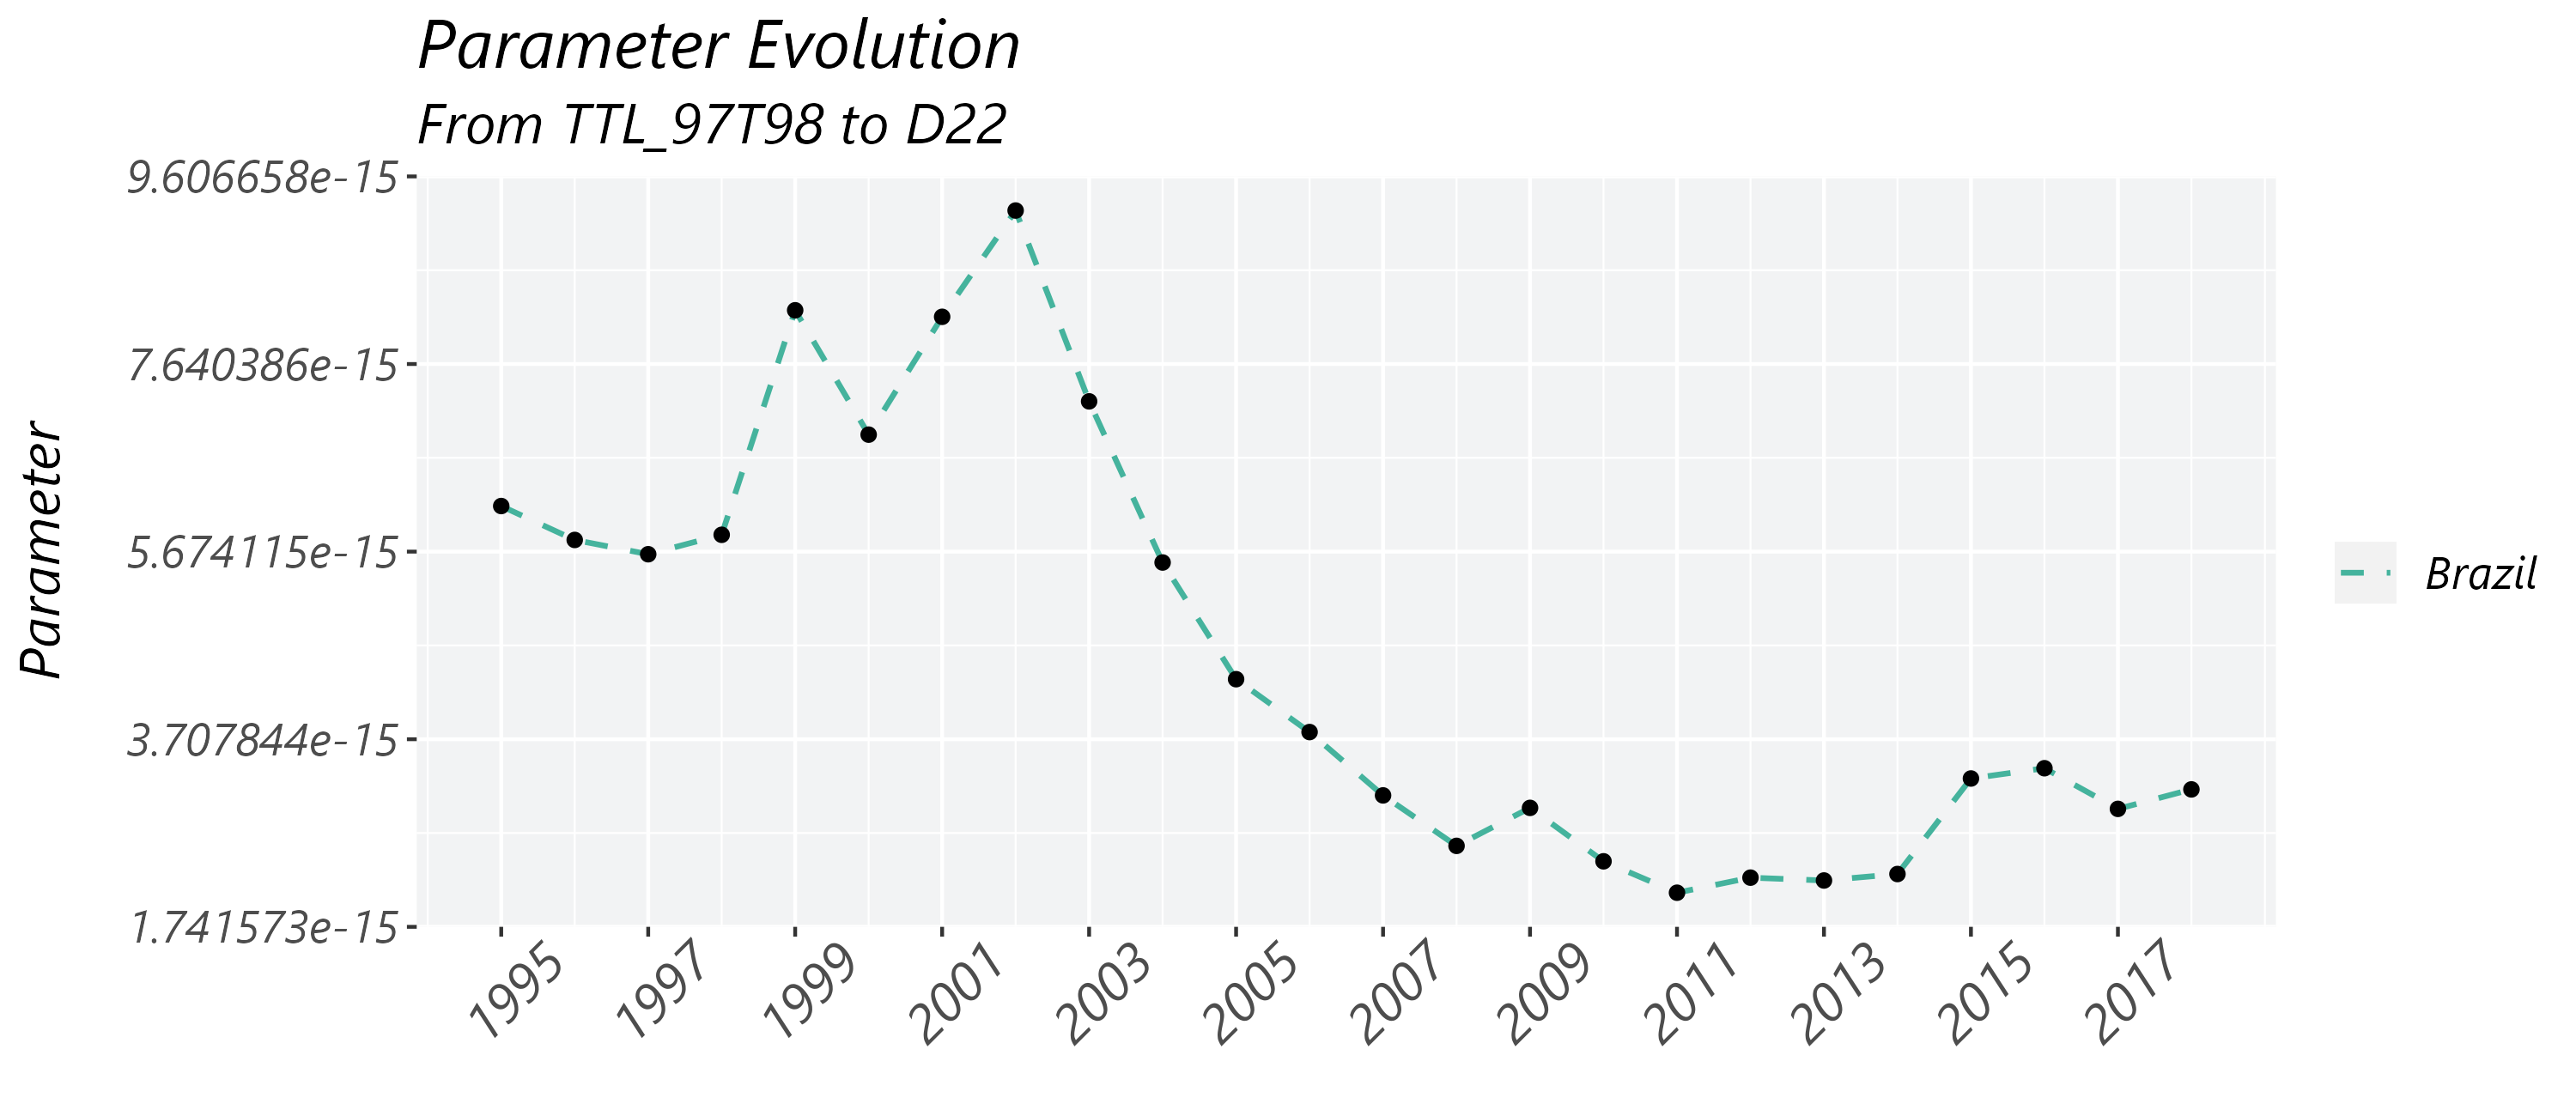 Parameter Evolution
From TTL_97T98 to D22
9.606658e-15
7.640386e-15
5.674115e-15
3.707844e-15
1.741573e-15
Parameter
1995 1997 1999 2001 2003 2005 2007 2009 2011 2013 2015 2017
Brazil